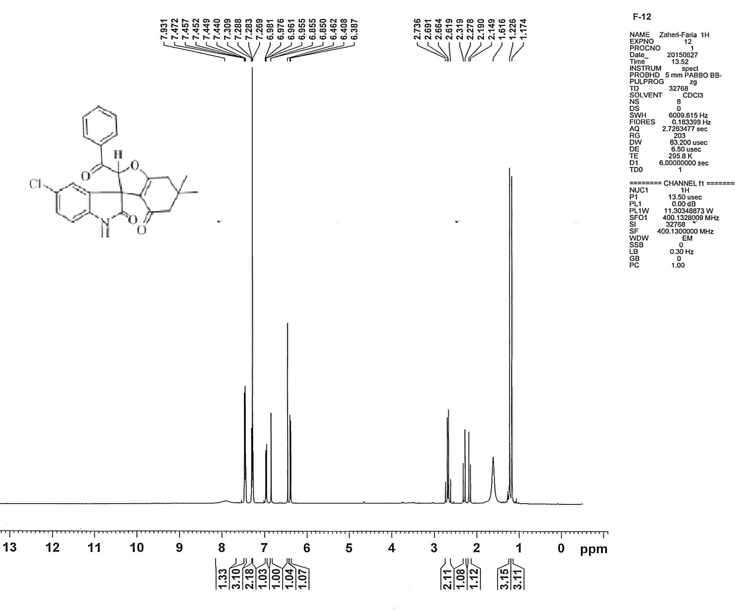 F-12
7.931
7.472
7.457
7.452
7.449
7.440
7.309
7.288
7.283
7.269
6.981
6.976
6.961
6.955
6.855
6.850
6.462
6.408
6.387
2.736
2.691
2.664
2.619
2.319
2.278
2.190
2.149
1.616
1.226
1.174
NAME Zaheri-Faria 1H
EXPNO 12
PROCNO 1
Date_ 20150627
Time 13.52
INSTRUM spect
PROBHD 5 mm PABBO BB-
PULPROG zg
TD 32768
SOLVENT CDCl3
NS 8
DS 0
SWH 6009.615 Hz
FIDRES 0.183399 Hz
AQ 2.7263477 sec
RG 203
DW 83.200 usec
DE 6.50 usec
TE 295.8 K
D1 6.00000000 sec
TD0 1
======== CHANNEL f1 =======
NUC1 1H
P1 13.50 usec
PL1 0.00 dB
PL1W 11.30348873 W
SFO1 400.1328009 MHz
SI 32768
SF 400.1300000 MHz
WDW EM
SSB 0
LB 0.30 Hz
GB 0
PC 1.00
H
O
O
Cl
N
H
O
O
13 12 11 10 9 8 7 6 5 4 3 2 1 0 ppm
1.33
3.10
2.18
1.03
1.00
1.04
1.07
2.11
1.08
1.12
3.15
3.11